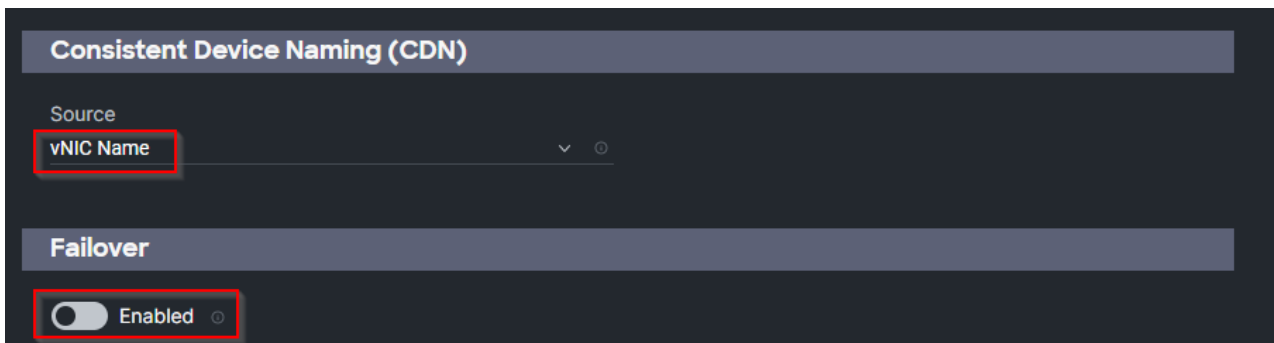 Consistent Device Naming (CDN)
Source
vNIC Name
Failover
Enabled